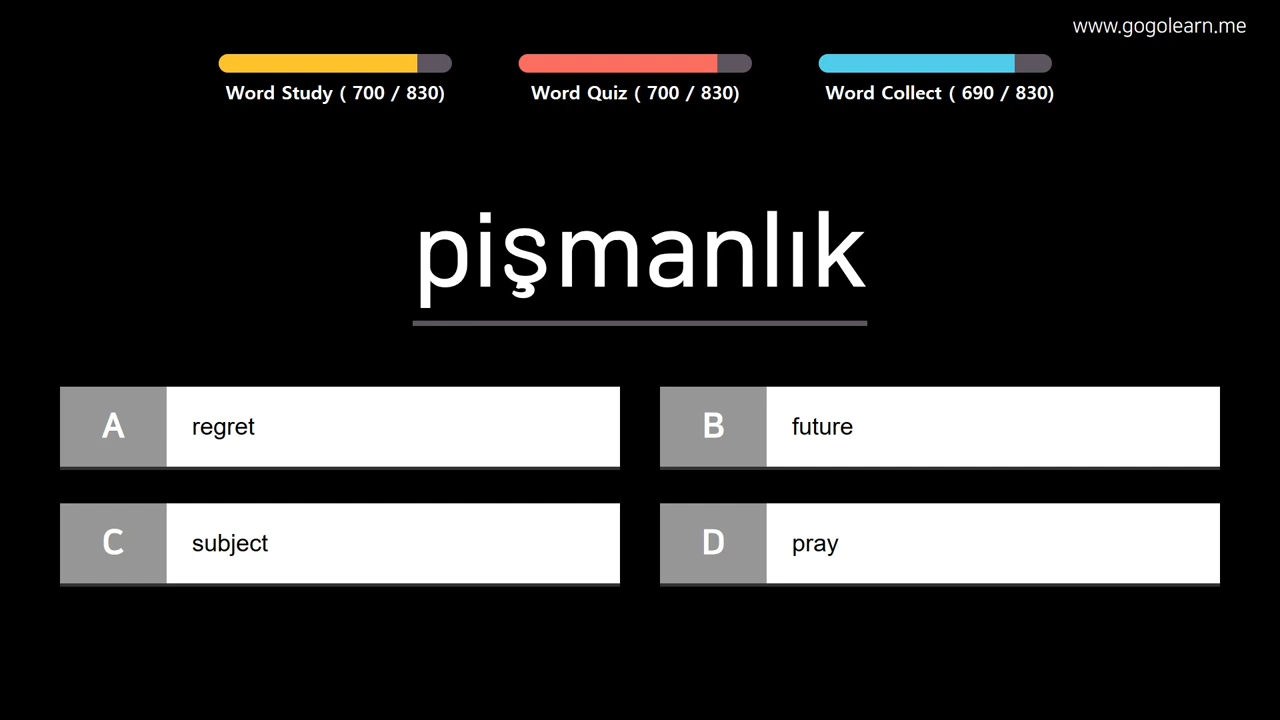 www.gogolearn.me
Word Study ( 700 / 830)
Word Quiz ( 700 / 830)
Word Collect ( 690 / 830)
pişmanlık
A
regret
B
future
C
subject
D
pray